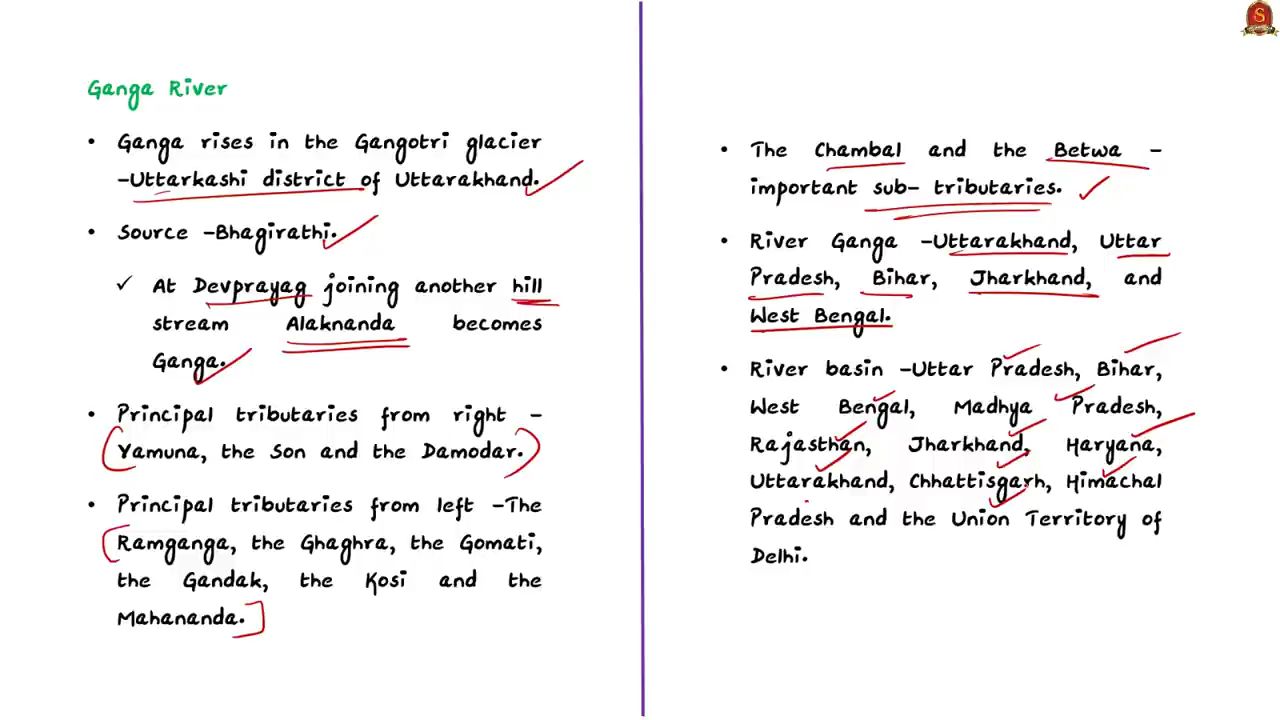 Ganga River
• Ganga rises in the Gangotri glacier
-Uttarkashi district of Uttarakhand.
• Source -Bhagirathi.
✓ At Devprayag joining another hill
stream Alaknanda becomes
Ganga.
• Principal tributaries from right -
Yamuna, the Son and the Damodar.
• Principal tributaries from left -The
Ramganga, the Ghaghra, the Gomati,
the Gandak, the Kosi and the
Mahananda.
• The Chambal and the Betwa -
important sub- tributaries.
• River Ganga -Uttarakhand, Uttar
Pradesh, Bihar, Jharkhand, and
West Bengal.
• River basin -Uttar Pradesh, Bihar,
West Bengal, Madhya Pradesh,
Rajasthan, Jharkhand, Haryana,
Uttarakhand, Chhattisgarh, Himachal
Pradesh and the Union Territory of
Delhi.
S